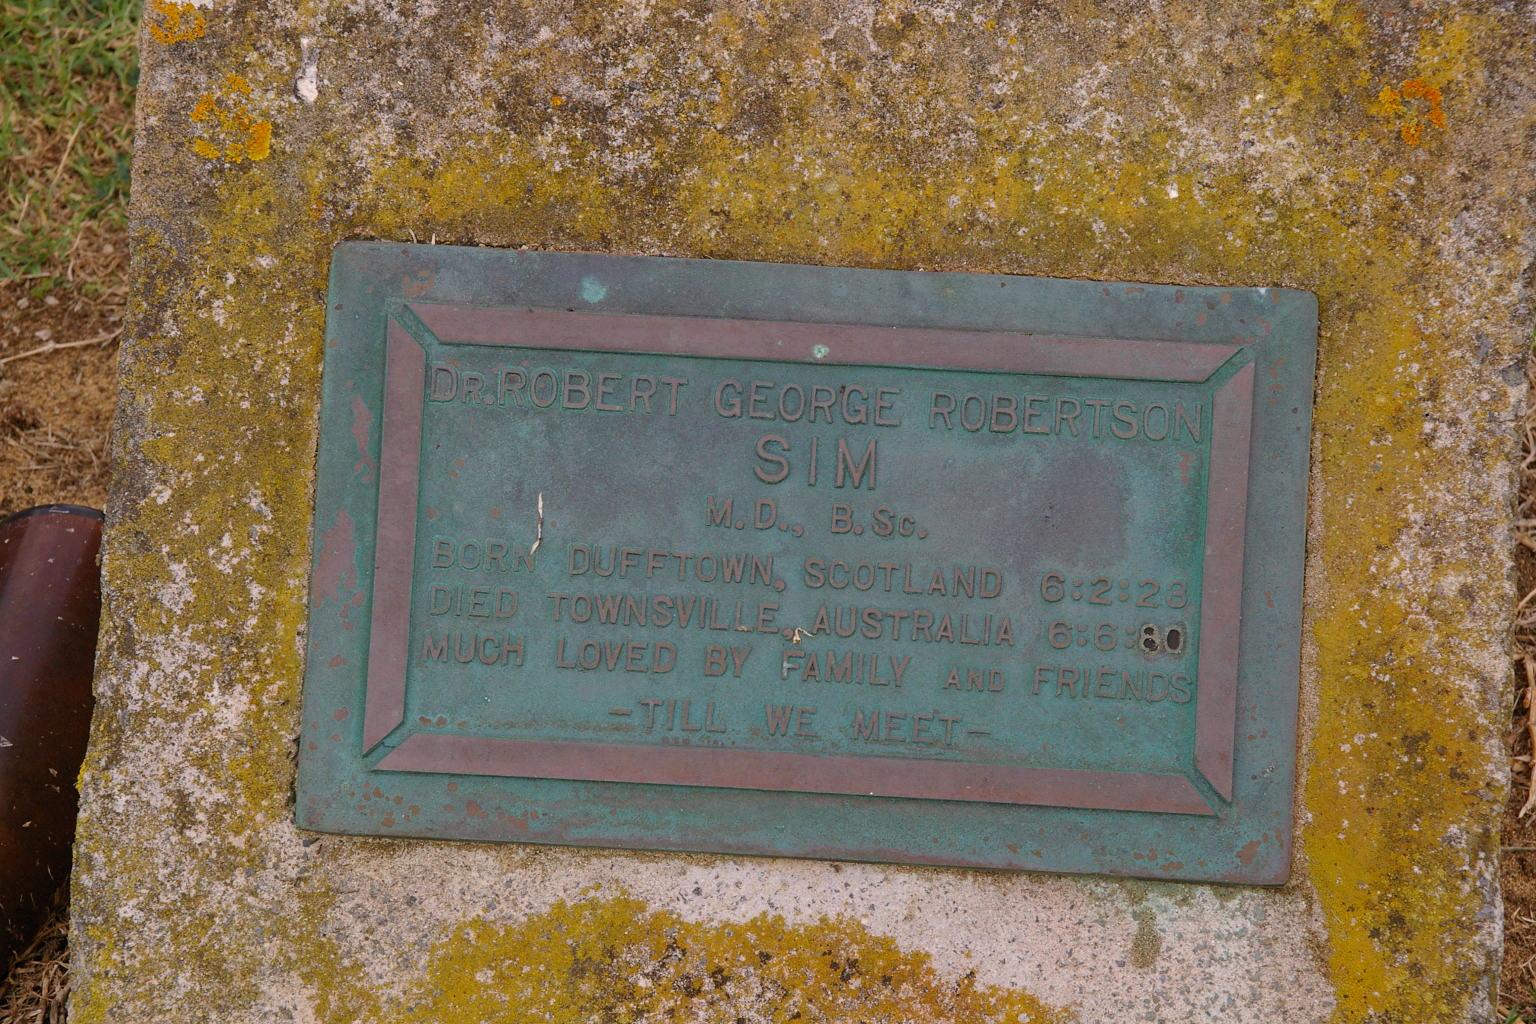 DR. ROBERT GEORGE ROBERTSON
SIM
M.D., B.Sc.
BORN DUFFTOWN, SCOTLAND 6:2:23
DIED TOWNSVILLE, AUSTRALIA 6:6:80
MUCH LOVED BY FAMILY AND FRIENDS
-TILL WE MEET-